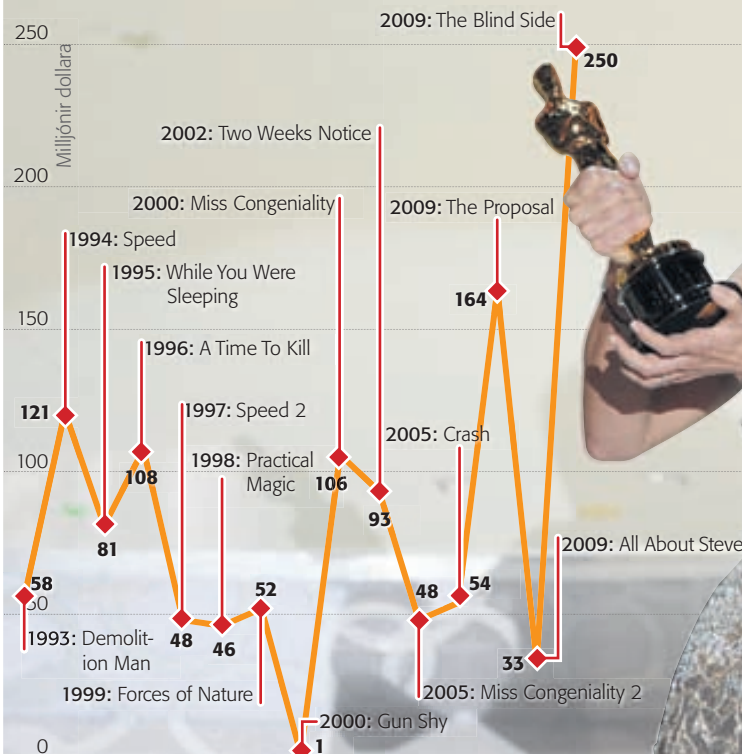 2009: The Blind Side
250
250
Milljónir dollara
2002: Two Weeks Notice
200
2000: Miss Congeniality
2009: The Proposal
1994: Speed
1995: While You Were
Sleeping
164
150
1996: A Time To Kill
1997: Speed 2
121
2005: Crash
1998: Practical
Magic
100
108
106
93
81
2009: All About Steve
58
52
48
54
50
48
46
33
1993: Demolit-
ion Man
1999: Forces of Nature
2005: Miss Congeniality 2
2000: Gun Shy
0
1